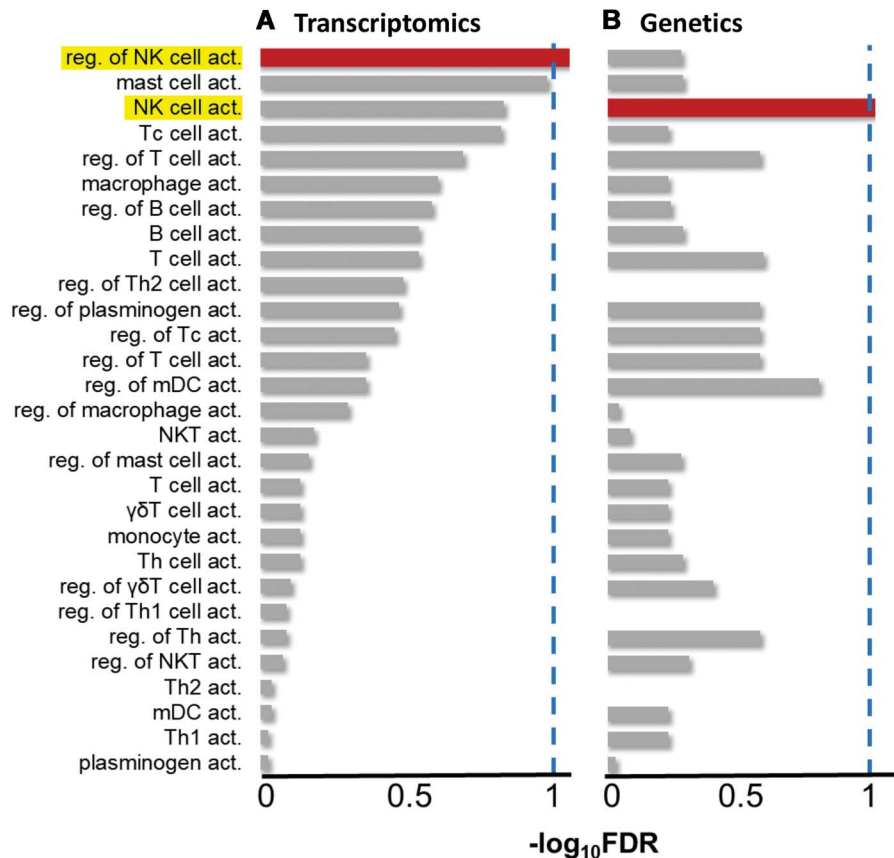 A Transcriptomics
B Genetics
reg. of NK cell act.
mast cell act.
NK cell act.
Tc cell act.
reg. of T cell act.
macrophage act.
reg. of B cell act.
B cell act.
T cell act.
reg. of Th2 cell act.
reg. of plasminogen act.
reg. of Tc act.
reg. of T cell act.
reg. of mDC act.
reg. of macrophage act.
NKT act.
reg. of mast cell act.
T cell act.
γδT cell act.
monocyte act.
Th cell act.
reg. of γδT cell act.
reg. of Th1 cell act.
reg. of Th act.
reg. of NKT act.
Th2 act.
mDC act.
Th1 act.
plasminogen act.
0 0.5 1
0 0.5 1
-log₁₀FDR